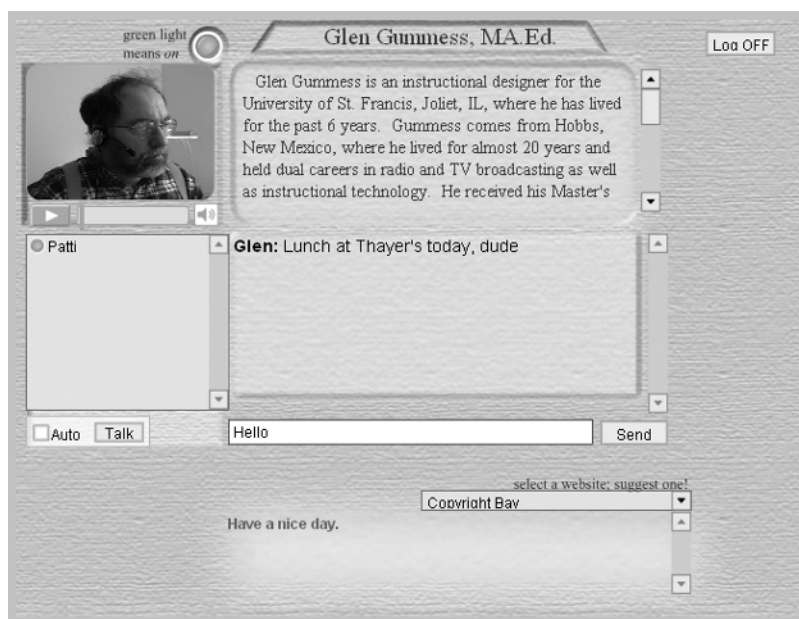 green light
means on
Glen Gummess, MA.Ed.
Log OFF
Glen Gummess is an instructional designer for the
University of St. Francis, Joliet, IL, where he has lived
for the past 6 years. Gummess comes from Hobbs,
New Mexico, where he lived for almost 20 years and
held dual careers in radio and TV broadcasting as well
as instructional technology. He received his Master's
Patti
Glen: Lunch at Thayer's today, dude
Auto
Talk
Hello
Send
select a website; suggest one!
Copyright Bay
Have a nice day.